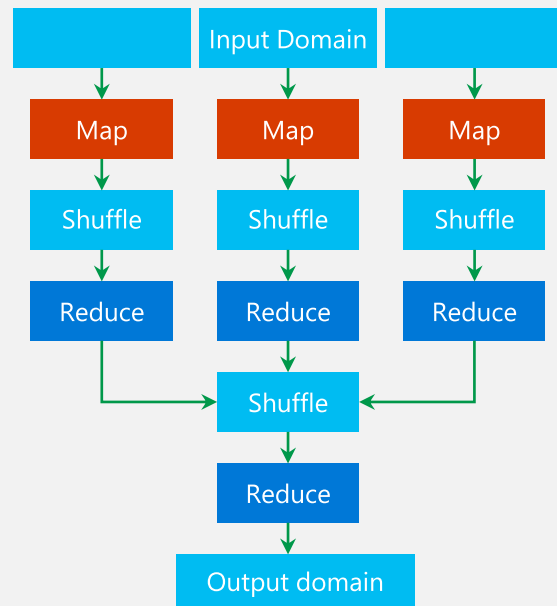 Input Domain
Map
Map
Map
Shuffle
Shuffle
Shuffle
Reduce
Reduce
Reduce
Shuffle
Reduce
Output domain